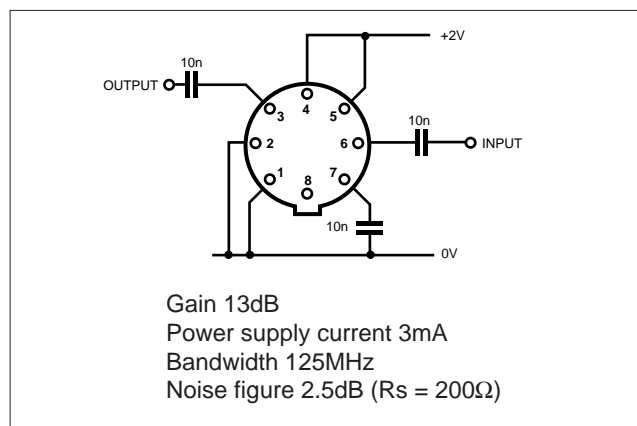 +2V
10n
OUTPUT
4
3
5
10n
2
6
INPUT
1
8
7
10n
0V
Gain 13dB
Power supply current 3mA
Bandwidth 125MHz
Noise figure 2.5dB (Rs = 200Ω)